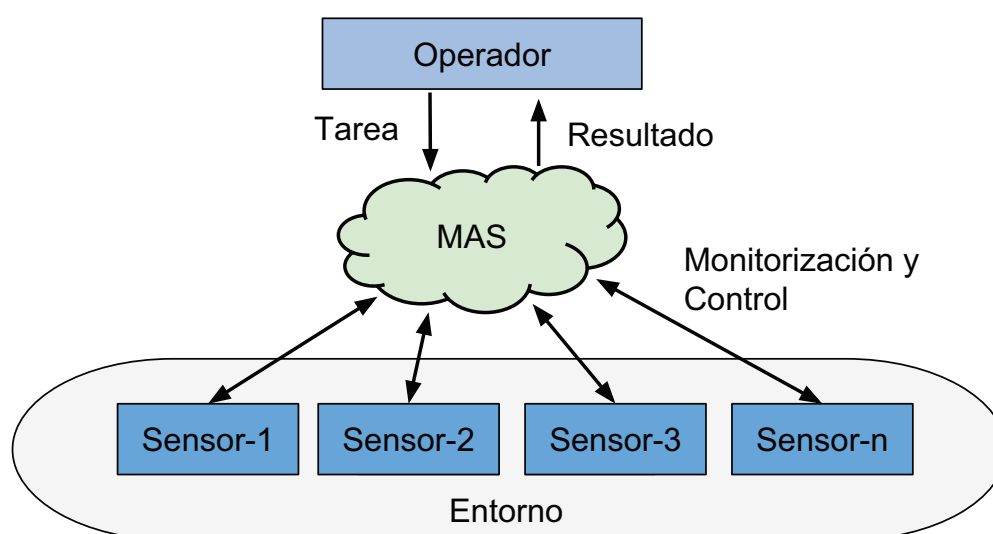 Operador
Tarea
Resultado
MAS
Monitorización y
Control
Sensor-1
Sensor-2
Sensor-3
Sensor-n
Entorno